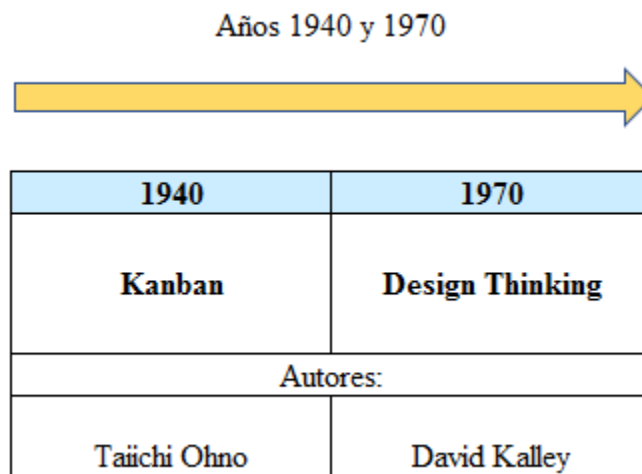 Años 1940 y 1970
1940 1970
Kanban Design Thinking
Autores:
Taiichi Ohno David Kalley